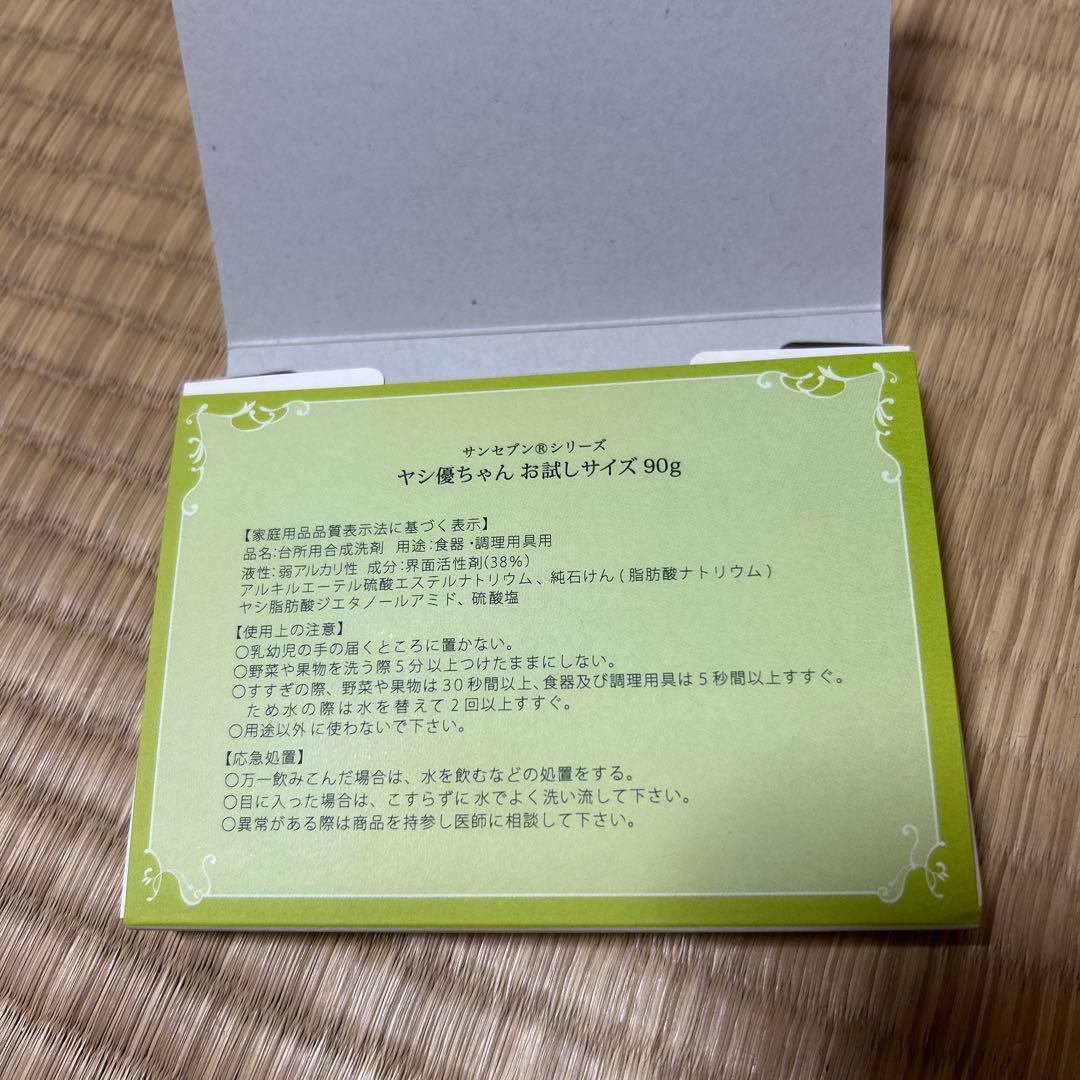 サンセブン®シリーズ
ヤシ優ちゃん お試しサイズ 90g
【家庭用品品質表示法に基づく表示】
品名：台所用合成洗剤　用途：食器・調理用具用
液性：弱アルカリ性　成分：界面活性剤(38%)
アルキルエーテル硫酸エステルナトリウム、純石けん(脂肪酸ナトリウム)
ヤシ脂肪酸ジエタノールアミド、硫酸塩
【使用上の注意】
○乳幼児の手の届くところに置かない。
○野菜や果物を洗う際5分以上つけたままにしない。
○すすぎの際、野菜や果物は30秒間以上、食器及び調理用具は5秒間以上すすぐ。
ため水の際は水を替えて2回以上すすぐ。
○用途以外に使わないで下さい。
【応急処置】
○万一飲みこんだ場合は、水を飲むなどの処置をする。
○目に入った場合は、こすらずに水でよく洗い流して下さい。
○異常がある際は商品を持参し医師に相談して下さい。